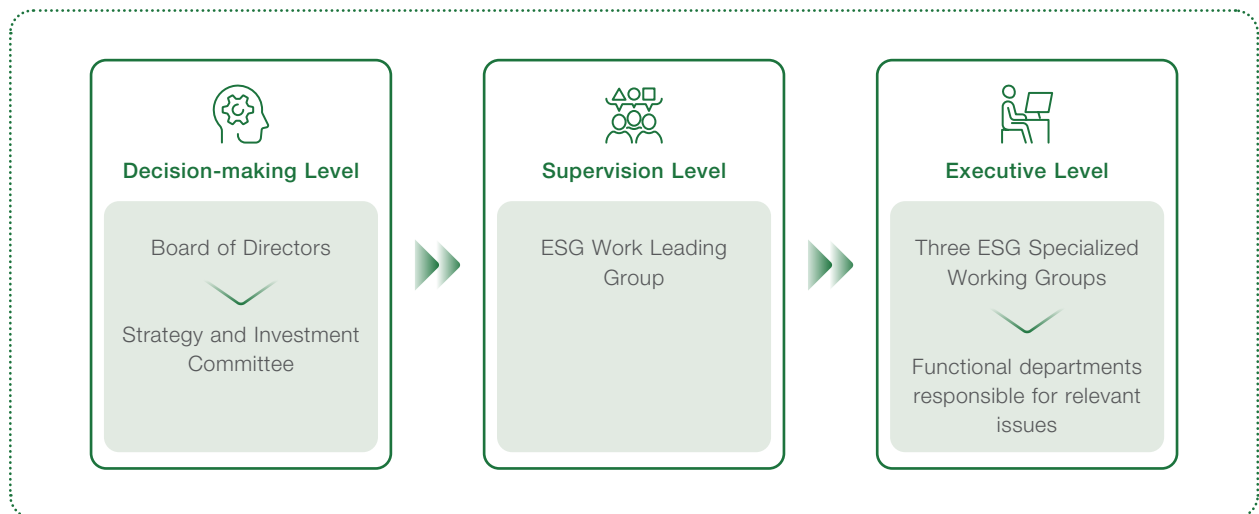 Decision-making Level
Board of Directors
Strategy and Investment
Committee
Supervision Level
ESG Work Leading
Group
Executive Level
Three ESG Specialized
Working Groups
Functional departments
responsible for relevant
issues